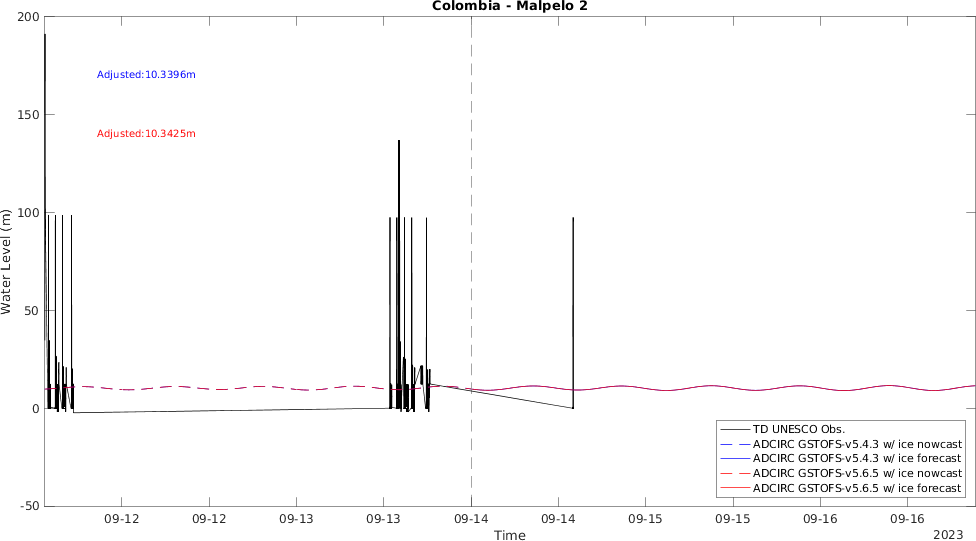 Colombia - Malpelo 2
200
150
100
50
0
-50
Water Level (m)
Adjusted:10.3396m
Adjusted:10.3425m
TD UNESCO Obs.
ADCIRC GSTOFS-v5.4.3 w/ ice nowcast
ADCIRC GSTOFS-v5.4.3 w/ ice forecast
ADCIRC GSTOFS-v5.6.5 w/ ice nowcast
ADCIRC GSTOFS-v5.6.5 w/ ice forecast
09-12 09-12 09-13 09-13 09-14 09-14 09-15 09-15 09-16 09-16
Time
2023